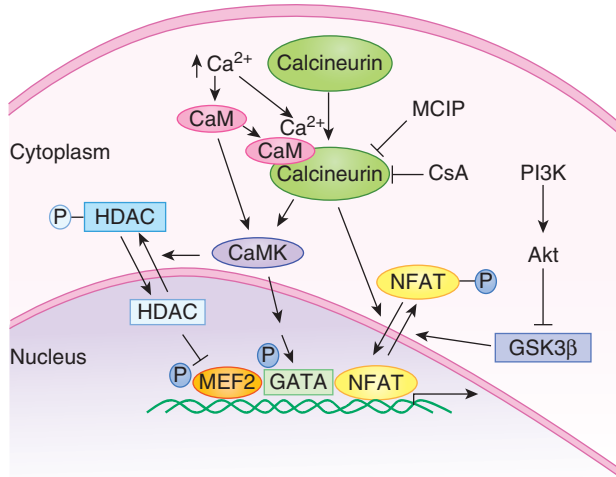 Ca²⁺
Calcineurin
CaM
Ca²⁺
MCIP
CaM
Calcineurin
Cytoplasm
CsA
PI3K
P
HDAC
CaMK
Akt
NFAT
P
HDAC
GSK3β
Nucleus
P
P
MEF2
GATA
NFAT